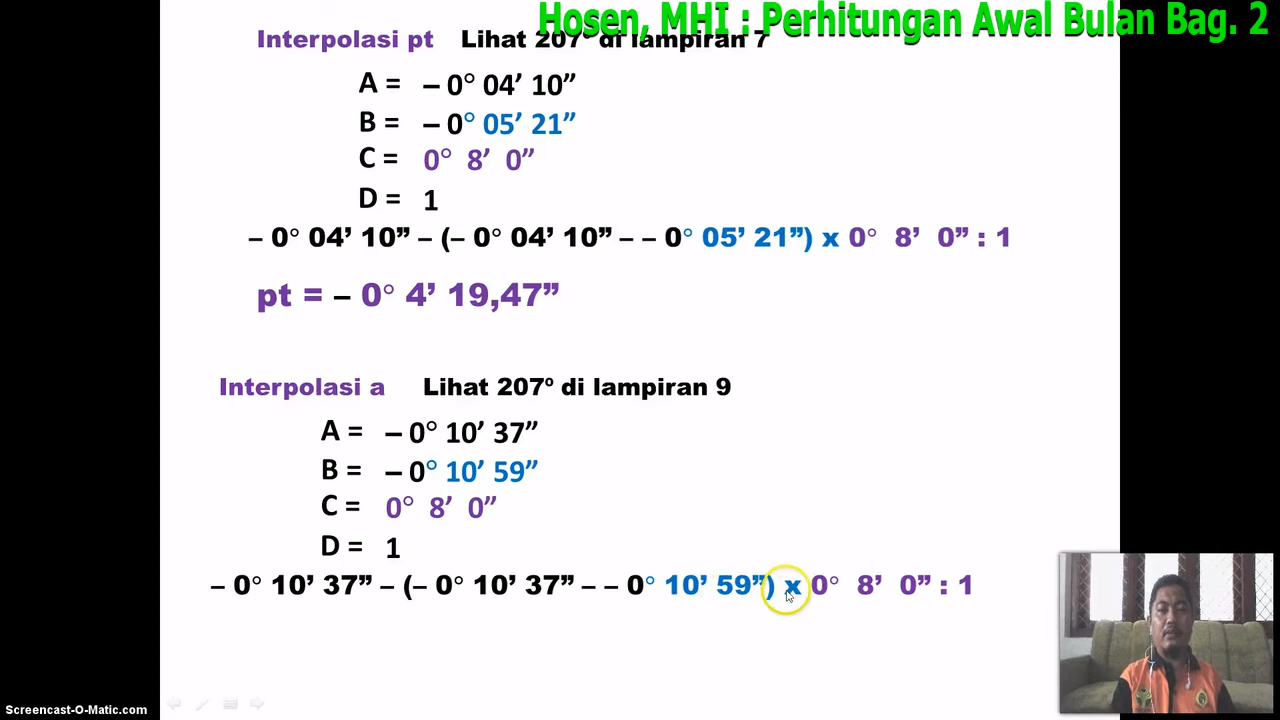 Hosen, MHI : Perhitungan Awal Bulan Bag. 2
Interpolasi pt Lihat 207º di lampiran 7
A = – 0° 04’ 10”
B = – 0° 05’ 21”
C = 0° 8’ 0”
D = 1
– 0° 04’ 10” – (– 0° 04’ 10” – – 0° 05’ 21”) x 0° 8’ 0” : 1
pt = – 0° 4’ 19,47”
Interpolasi a Lihat 207º di lampiran 9
A = – 0° 10’ 37”
B = – 0° 10’ 59”
C = 0° 8’ 0”
D = 1
– 0° 10’ 37” – (– 0° 10’ 37” – – 0° 10’ 59”) x 0° 8’ 0” : 1
Screencast-O-Matic.com